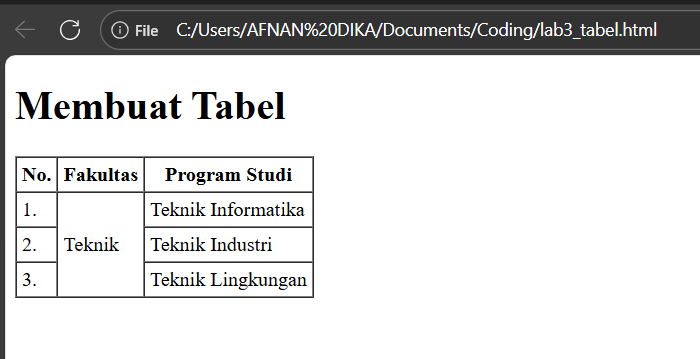 File C:/Users/AFNAN%20DIKA/Documents/Coding/lab3_tabel.html
Membuat Tabel
No. Fakultas Program Studi
1. Teknik Informatika
2. Teknik Teknik Industri
3. Teknik Lingkungan